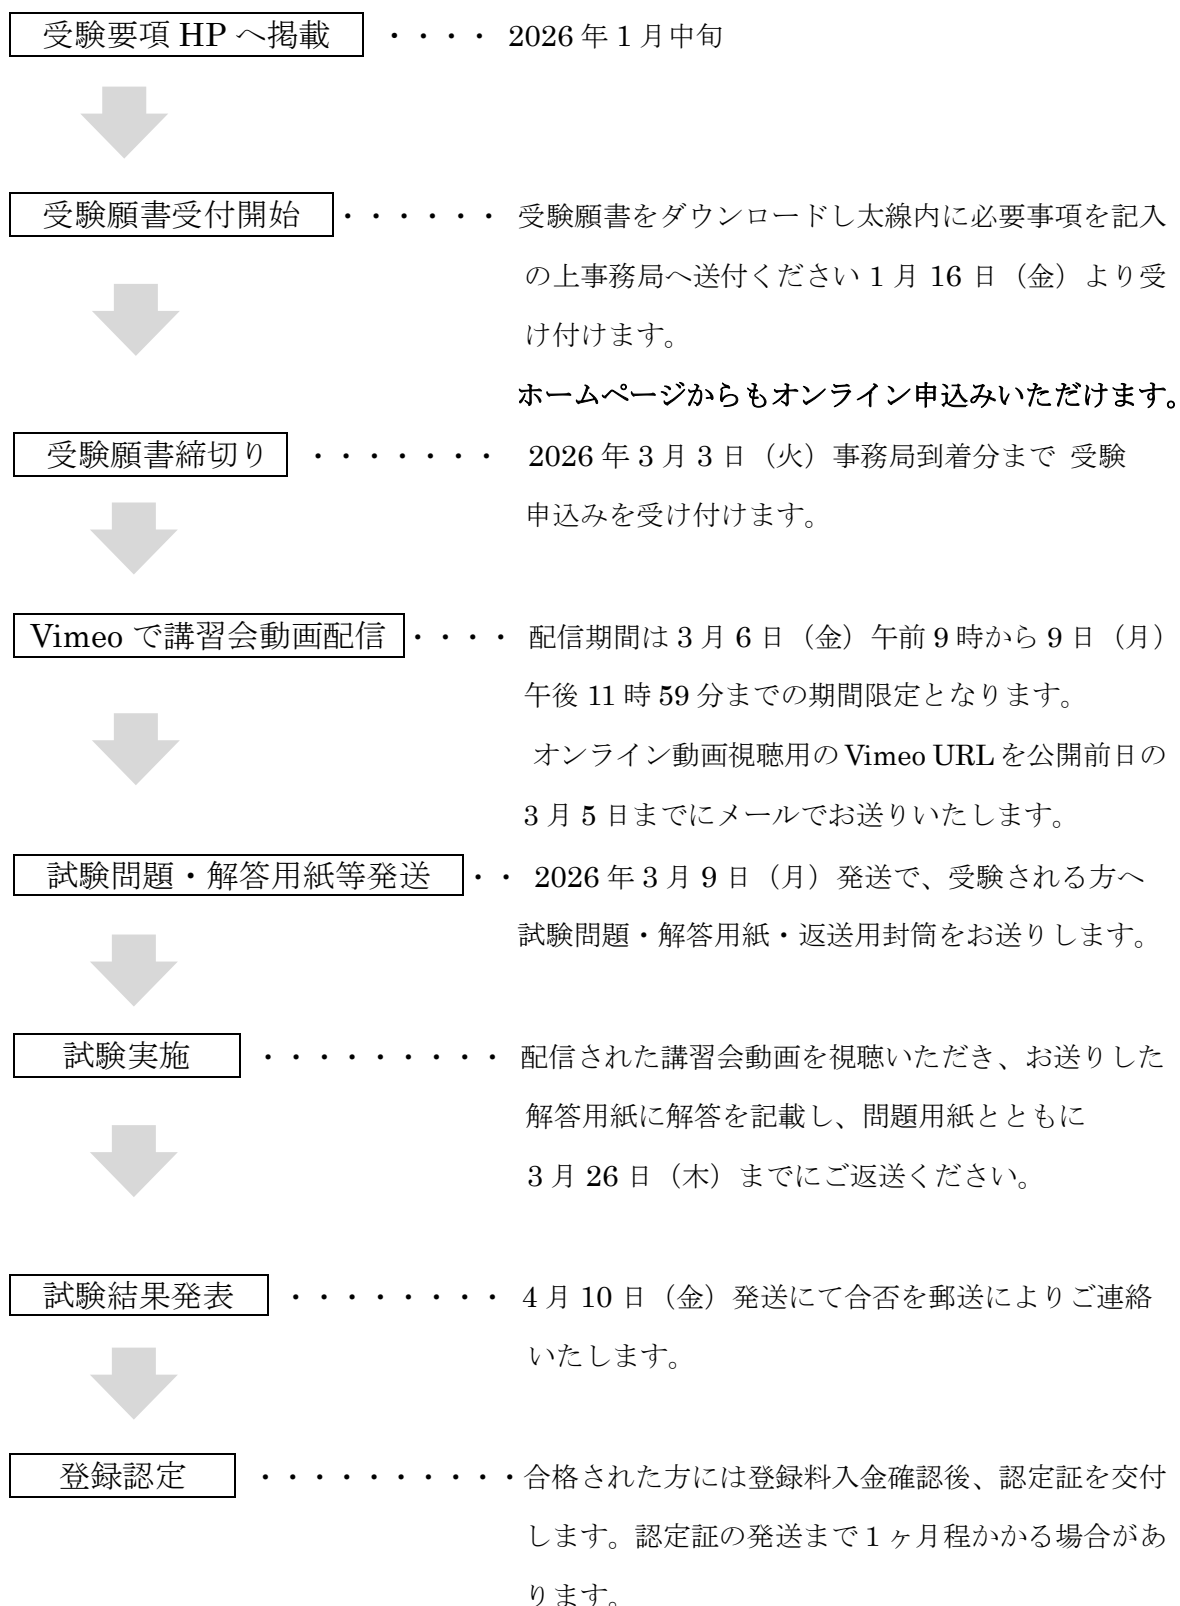 受験要項 HP へ掲載 ・・・・ 2026 年 1 月中旬
受験願書受付開始 ・・・・・・ 受験願書をダウンロードし太線内に必要事項を記入
の上事務局へ送付ください 1 月 16 日（金）より受
け付けます。
ホームページからもオンライン申込みいただけます。
受験願書締切り ・・・・・・・ 2026 年 3 月 3 日（火）事務局到着分まで 受験
申込みを受け付けます。
Vimeo で講習会動画配信 ・・・・ 配信期間は 3 月 6 日（金）午前 9 時から 9 日（月）
午後 11 時 59 分までの期間限定となります。
オンライン動画視聴用の Vimeo URL を公開前日の
3 月 5 日までにメールでお送りいたします。
試験問題・解答用紙等発送 ・・ 2026 年 3 月 9 日（月）発送で、受験される方へ
試験問題・解答用紙・返送用封筒をお送りします。
試験実施 ・・・・・・・・・ 配信された講習会動画を視聴いただき、お送りした
解答用紙に解答を記載し、問題用紙とともに
3 月 26 日（木）までにご返送ください。
試験結果発表 ・・・・・・・・ 4 月 10 日（金）発送にて合否を郵送によりご連絡
いたします。
登録認定 ・・・・・・・・・・合格された方には登録料入金確認後、認定証を交付
します。認定証の発送まで 1 ヶ月程かかる場合があ
ります。